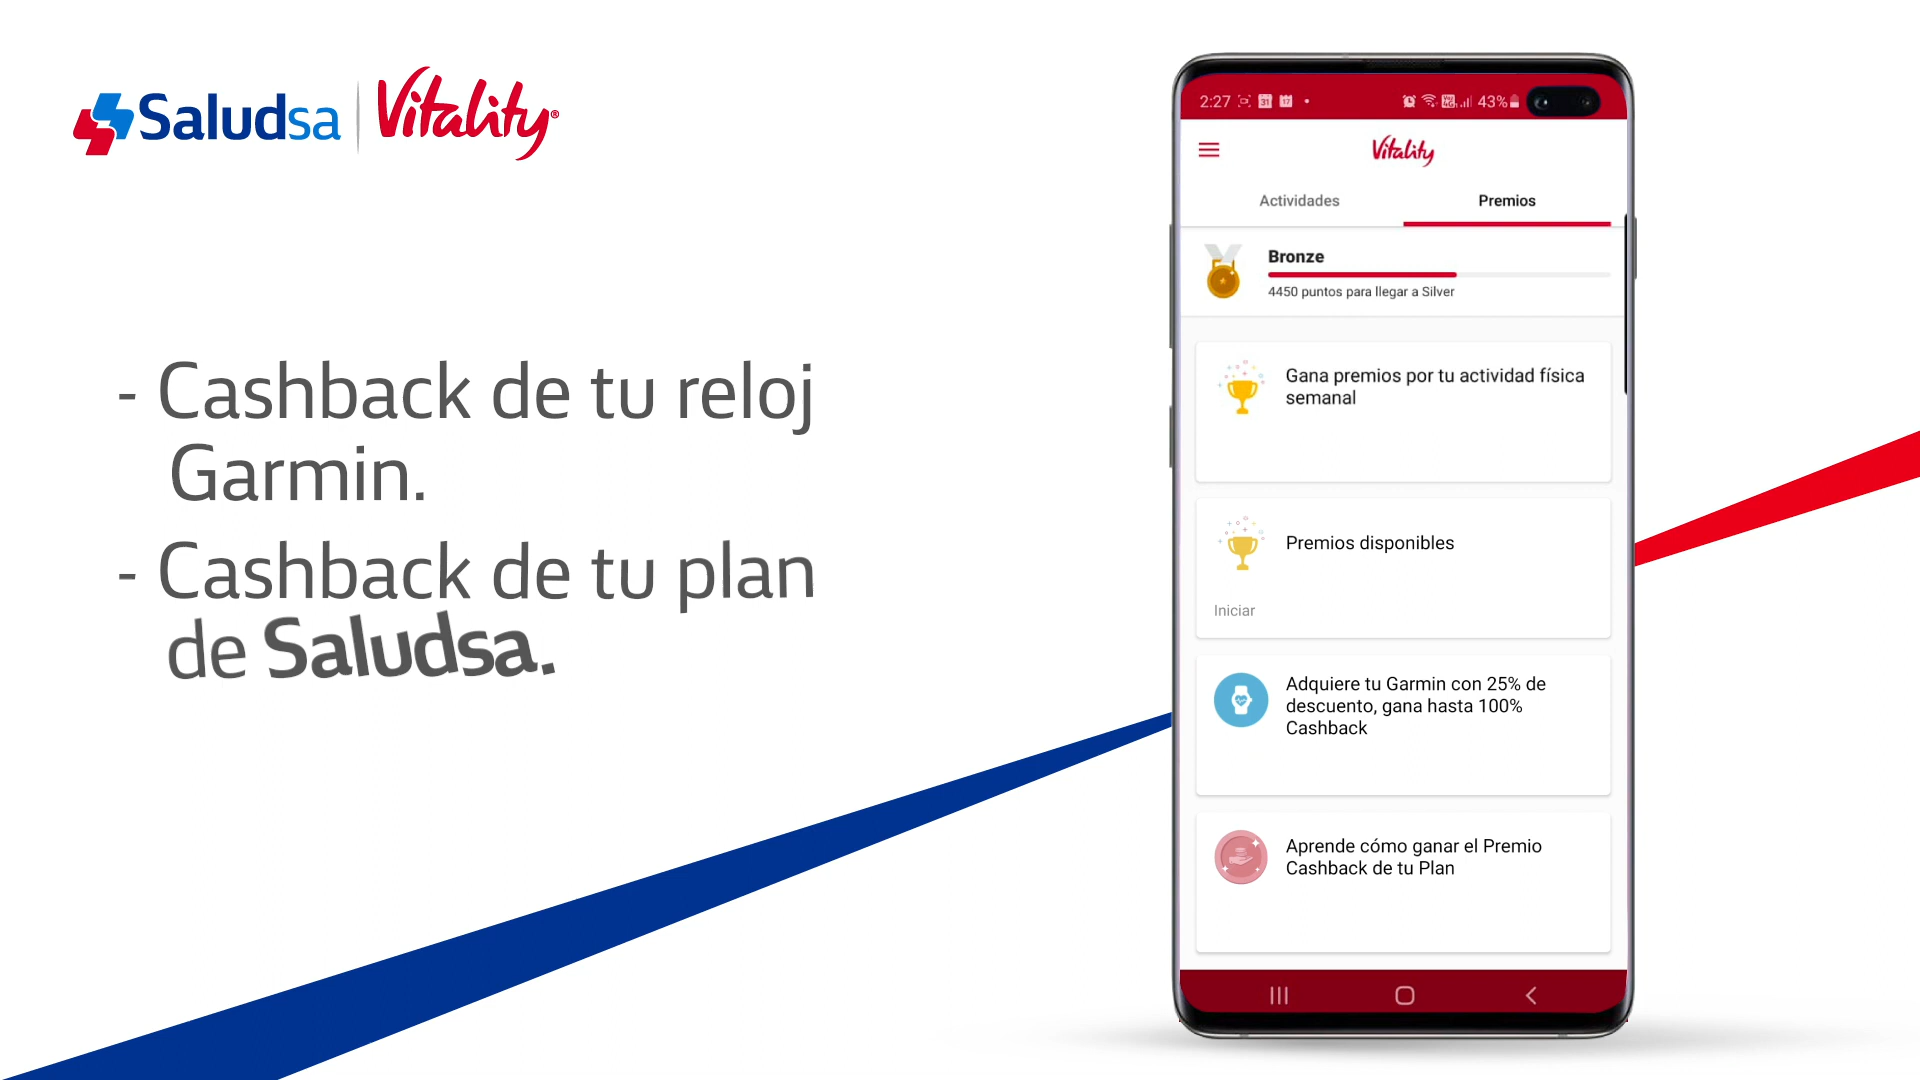 Saludsa | Vitality®
- Cashback de tu reloj
Garmin.
- Cashback de tu plan
de Saludsa.
2:27 31 17 43%
Vitality
Actividades Premios
Bronze
4450 puntos para llegar a Silver
Gana premios por tu actividad física
semanal
Premios disponibles
Iniciar
Adquiere tu Garmin con 25% de
descuento, gana hasta 100%
Cashback
Aprende cómo ganar el Premio
Cashback de tu Plan